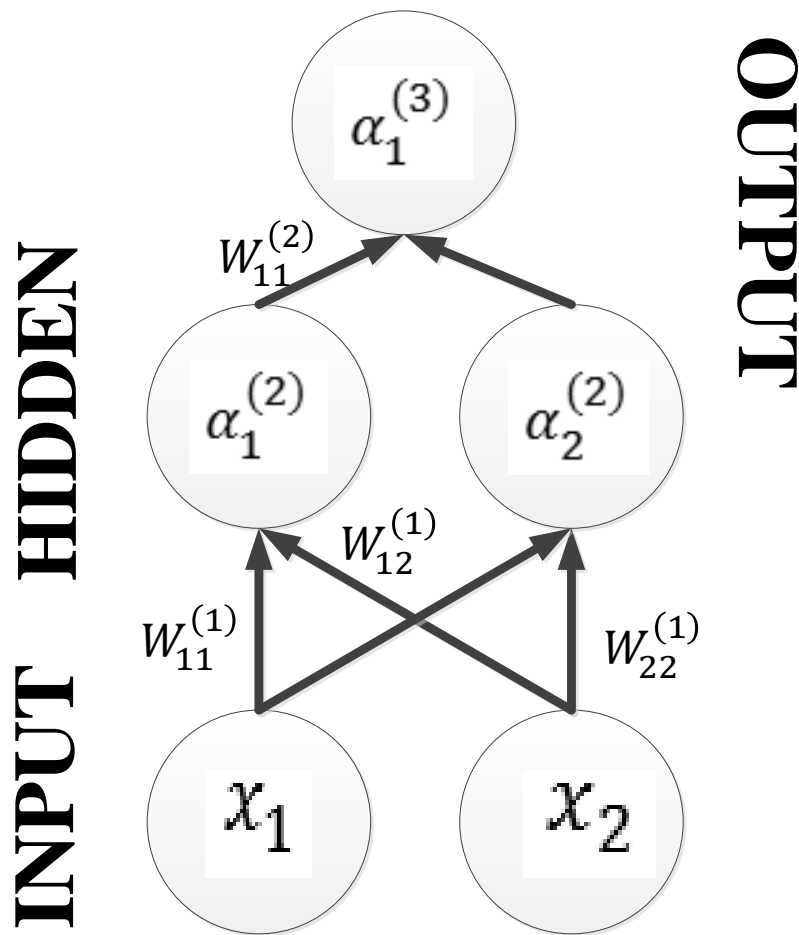 α₁⁽³⁾
OUTPUT
W₁₁⁽²⁾
HIDDEN
α₁⁽²⁾
α₂⁽²⁾
W₁₂⁽¹⁾
W₁₁⁽¹⁾
W₂₂⁽¹⁾
INPUT
x₁
x₂